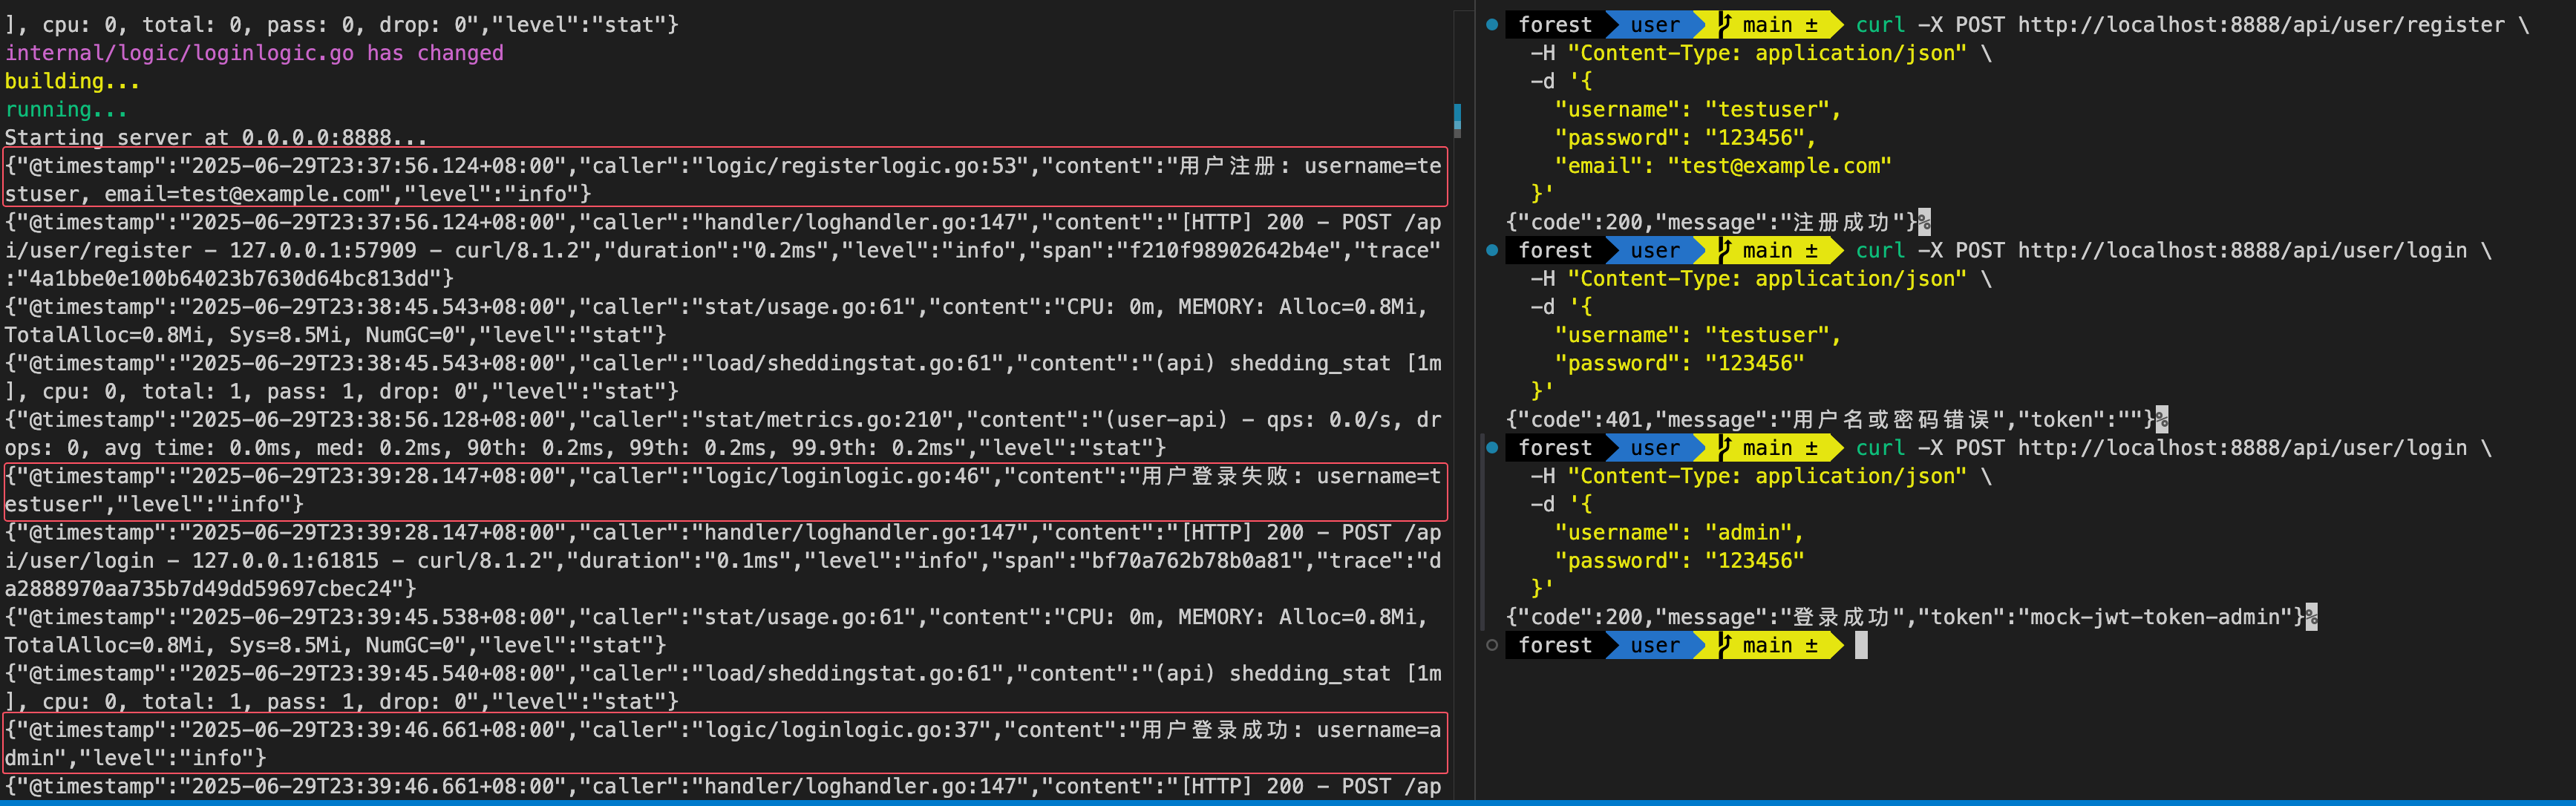 ], cpu: 0, total: 0, pass: 0, drop: 0","level":"stat"}
internal/logic/loginlogic.go has changed
building...
running...
Starting server at 0.0.0.0:8888...
{"@timestamp":"2025-06-29T23:37:56.124+08:00","caller":"logic/registerlogic.go:53","content":"用户注册: username=te
stuser, email=test@example.com","level":"info"}
{"@timestamp":"2025-06-29T23:37:56.124+08:00","caller":"handler/loghandler.go:147","content":"[HTTP] 200 - POST /ap
i/user/register - 127.0.0.1:57909 - curl/8.1.2","duration":"0.2ms","level":"info","span":"f210f98902642b4e","trace"
:"4a1bbe0e100b64023b7630d64bc813dd"}
{"@timestamp":"2025-06-29T23:38:45.543+08:00","caller":"stat/usage.go:61","content":"CPU: 0m, MEMORY: Alloc=0.8Mi,
TotalAlloc=0.8Mi, Sys=8.5Mi, NumGC=0","level":"stat"}
{"@timestamp":"2025-06-29T23:38:45.543+08:00","caller":"load/sheddingstat.go:61","content":"(api) shedding_stat [1m
], cpu: 0, total: 1, pass: 1, drop: 0","level":"stat"}
{"@timestamp":"2025-06-29T23:38:56.128+08:00","caller":"stat/metrics.go:210","content":"(user-api) - qps: 0.0/s, dr
ops: 0, avg time: 0.0ms, med: 0.2ms, 90th: 0.2ms, 99th: 0.2ms, 99.9th: 0.2ms","level":"stat"}
{"@timestamp":"2025-06-29T23:39:28.147+08:00","caller":"logic/loginlogic.go:46","content":"用户登录失败: username=t
estuser","level":"info"}
{"@timestamp":"2025-06-29T23:39:28.147+08:00","caller":"handler/loghandler.go:147","content":"[HTTP] 200 - POST /ap
i/user/login - 127.0.0.1:61815 - curl/8.1.2","duration":"0.1ms","level":"info","span":"bf70a762b78b0a81","trace":"d
a2888970aa735b7d49dd59697cbec24"}
{"@timestamp":"2025-06-29T23:39:45.538+08:00","caller":"stat/usage.go:61","content":"CPU: 0m, MEMORY: Alloc=0.8Mi,
TotalAlloc=0.8Mi, Sys=8.5Mi, NumGC=0","level":"stat"}
{"@timestamp":"2025-06-29T23:39:45.540+08:00","caller":"load/sheddingstat.go:61","content":"(api) shedding_stat [1m
], cpu: 0, total: 1, pass: 1, drop: 0","level":"stat"}
{"@timestamp":"2025-06-29T23:39:46.661+08:00","caller":"logic/loginlogic.go:37","content":"用户登录成功: username=a
dmin","level":"info"}
{"@timestamp":"2025-06-29T23:39:46.661+08:00","caller":"handler/loghandler.go:147","content":"[HTTP] 200 - POST /ap
forest user main ± curl -X POST http://localhost:8888/api/user/register \
-H "Content-Type: application/json" \
-d '{
"username": "testuser",
"password": "123456",
"email": "test@example.com"
}'
{"code":200,"message":"注册成功"}%
forest user main ± curl -X POST http://localhost:8888/api/user/login \
-H "Content-Type: application/json" \
-d '{
"username": "testuser",
"password": "123456"
}'
{"code":401,"message":"用户名或密码错误","token":""}%
forest user main ± curl -X POST http://localhost:8888/api/user/login \
-H "Content-Type: application/json" \
-d '{
"username": "admin",
"password": "123456"
}'
{"code":200,"message":"登录成功","token":"mock-jwt-token-admin"}%
forest user main ±